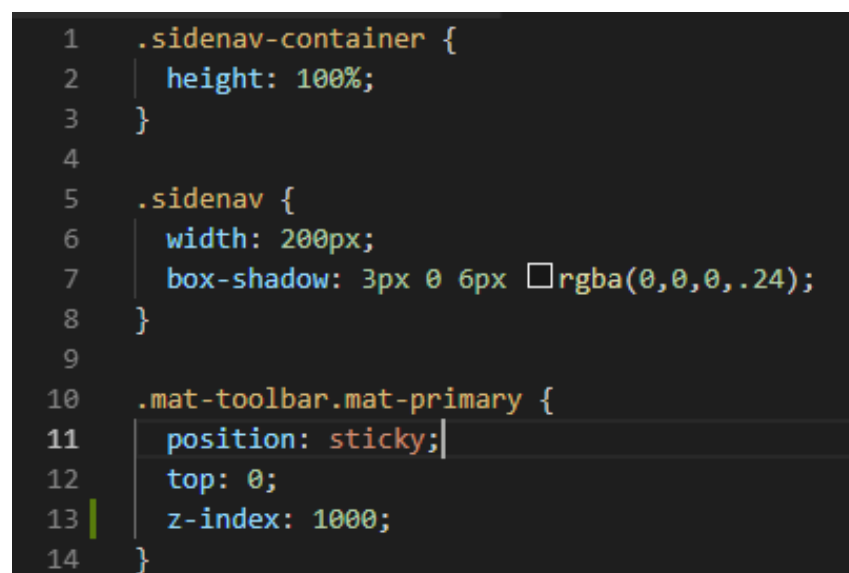 1 .sidenav-container {
2 height: 100%;
3 }
4
5 .sidenav {
6 width: 200px;
7 box-shadow: 3px 0 6px rgba(0,0,0,.24);
8 }
9
10 .mat-toolbar.mat-primary {
11 position: sticky;
12 top: 0;
13 z-index: 1000;
14 }